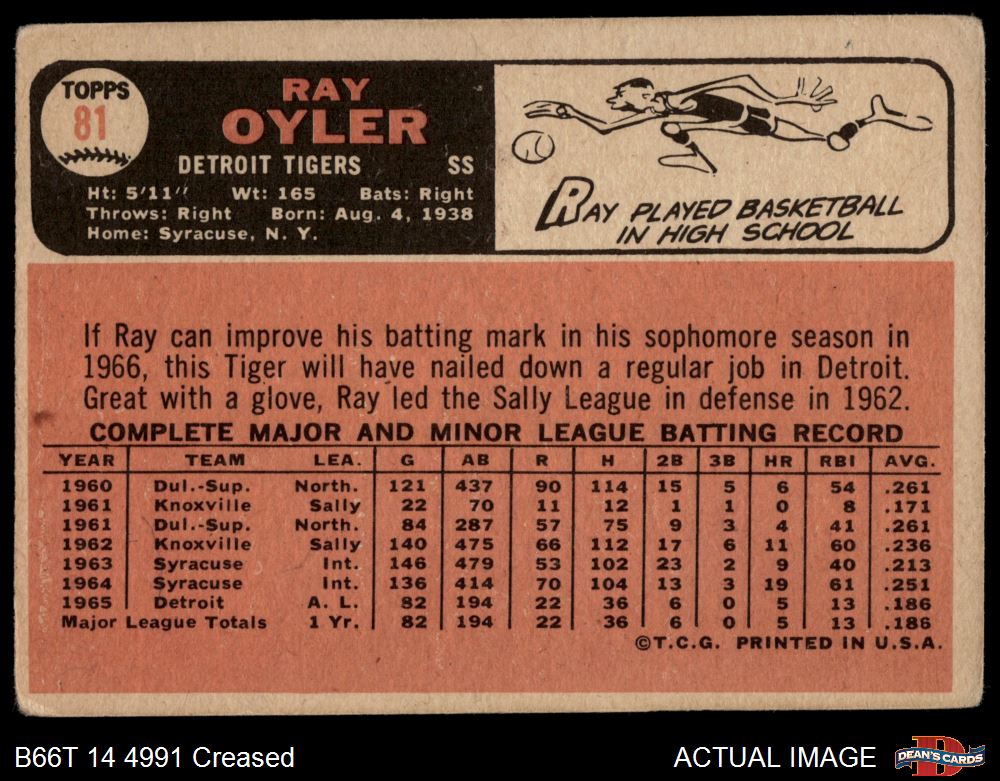 TOPPS
81
RAY
OYLER
DETROIT TIGERS SS
Ht: 5'11" Wt: 165 Bats: Right
Throws: Right Born: Aug. 4, 1938
Home: Syracuse, N. Y.
RAY PLAYED BASKETBALL
IN HIGH SCHOOL
If Ray can improve his batting mark in his sophomore season in
1966, this Tiger will have nailed down a regular job in Detroit.
Great with a glove, Ray led the Sally League in defense in 1962.
COMPLETE MAJOR AND MINOR LEAGUE BATTING RECORD
YEAR TEAM LEA. G AB R H 2B 3B HR RBI AVG.
1960 Dul.-Sup. North. 121 437 90 114 15 5 6 54 .261
1961 Knoxville Sally 22 70 11 12 1 1 0 8 .171
1961 Dul.-Sup. North. 84 287 57 75 9 3 4 41 .261
1962 Knoxville Sally 140 475 66 112 17 6 11 60 .236
1963 Syracuse Int. 146 479 53 102 23 2 9 40 .213
1964 Syracuse Int. 136 414 70 104 13 3 19 61 .251
1965 Detroit A. L. 82 194 22 36 6 0 5 13 .186
Major League Totals 1 Yr. 82 194 22 36 6 0 5 13 .186
©T.C.G. PRINTED IN U.S.A.
B66T 14 4991 Creased ACTUAL IMAGE
DEAN'S CARDS